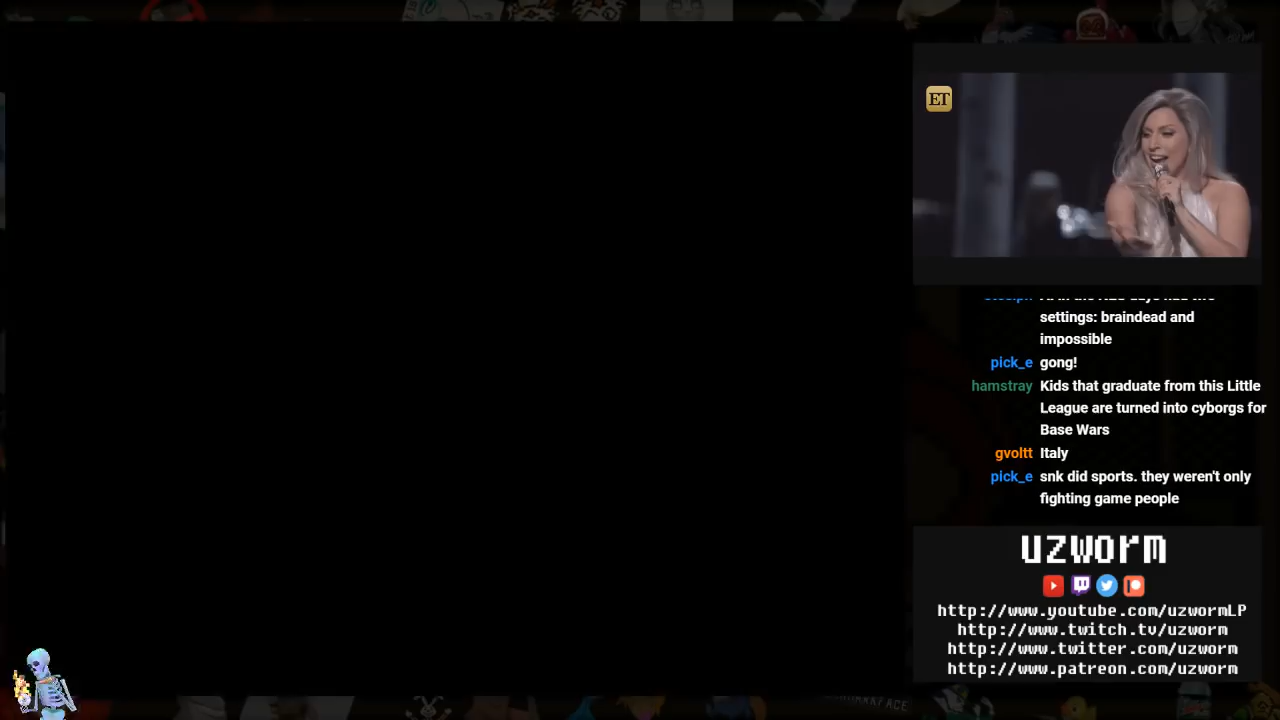 ET
settings: braindead and
impossible
pick_e gong!
hamstray Kids that graduate from this Little
League are turned into cyborgs for
Base Wars
gvoltt Italy
pick_e snk did sports. they weren't only
fighting game people
uzworm
http://www.youtube.com/uzwormLP
http://www.twitch.tv/uzworm
http://www.twitter.com/uzworm
http://www.patreon.com/uzworm